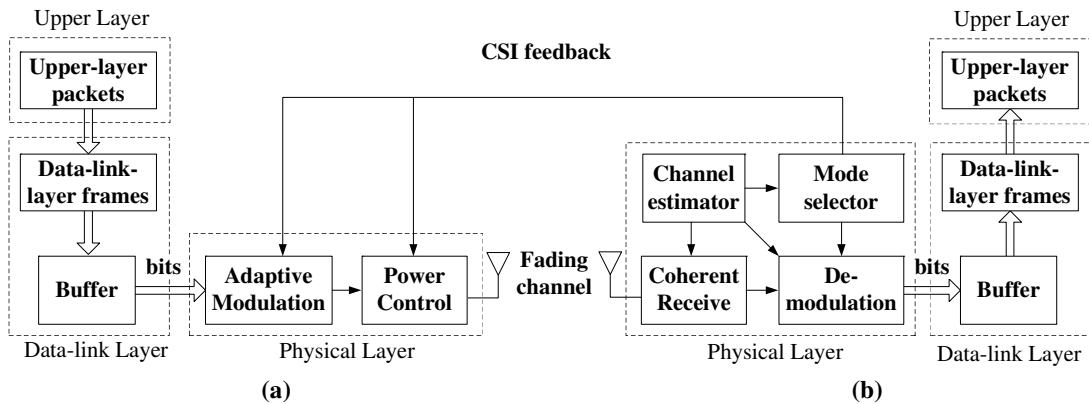 Upper Layer
Upper-layer
packets
Data-link-
layer frames
Buffer
Data-link Layer
bits
CSI feedback
Adaptive
Modulation
Power
Control
Physical Layer
(a)
Fading
channel
Channel
estimator
Mode
selector
Coherent
Receive
De-
modulation
Physical Layer
bits
Upper Layer
Upper-layer
packets
Data-link-
layer frames
Buffer
Data-link Layer
(b)